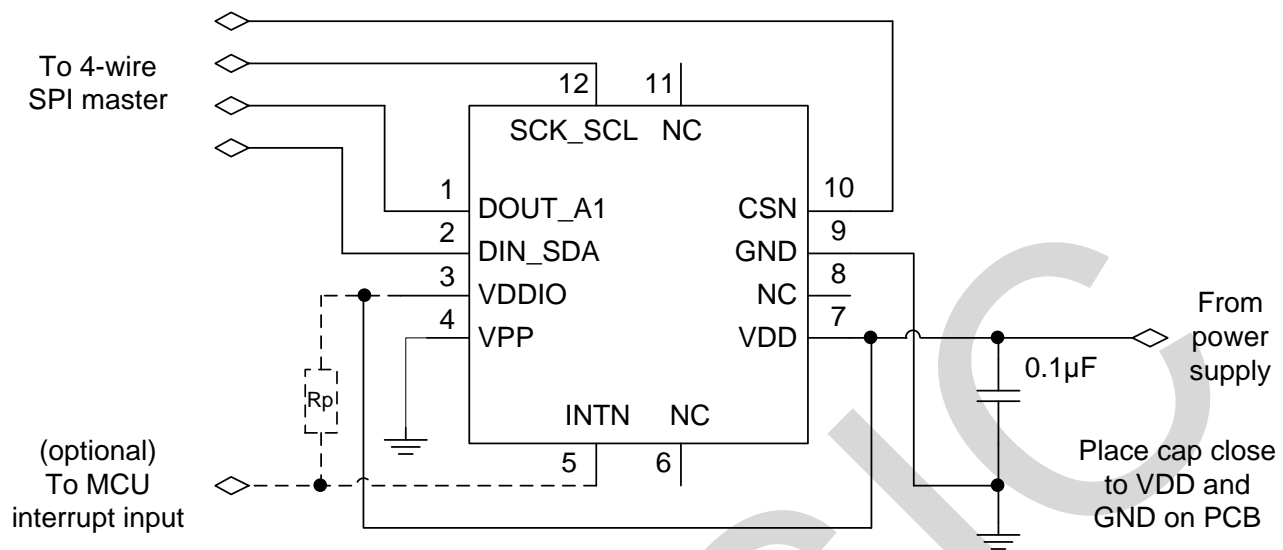 To 4-wire
SPI master
12
11
SCK_SCL
NC
1
DOUT_A1
2
DIN_SDA
3
VDDIO
4
VPP
CSN
10
GND
9
NC
8
VDD
7
INTN
NC
5
6
Rp
(optional)
To MCU
interrupt input
From
power
supply
0.1µF
Place cap close
to VDD and
GND on PCB